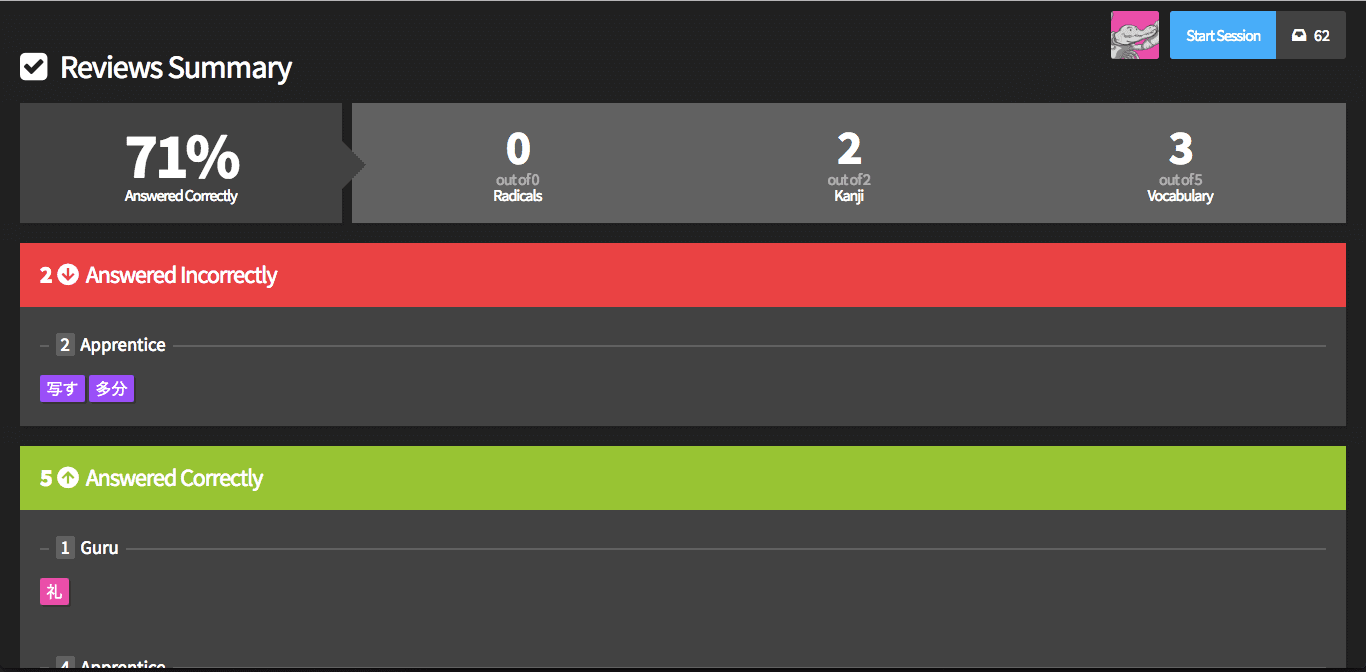 Start Session
62
Reviews Summary
71%
Answered Correctly
0
out of 0
Radicals
2
out of 2
Kanji
3
out of 5
Vocabulary
2 Answered Incorrectly
2 Apprentice
写す 多分
5 Answered Correctly
1 Guru
礼
4 Apprentice